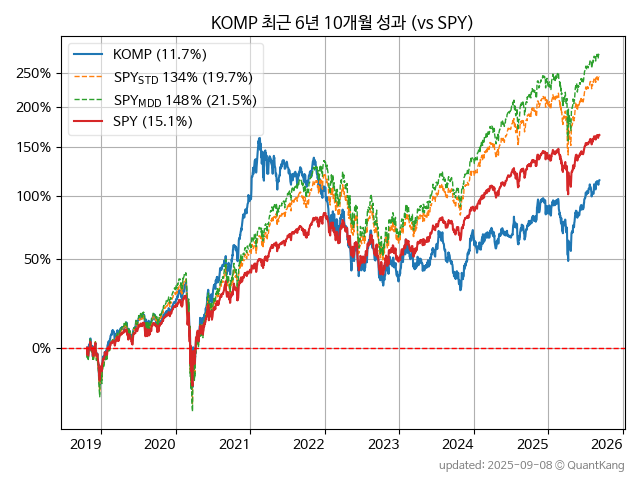 KOMP 최근 6년 10개월 성과 (vs SPY)
KOMP (11.7%)
SPY_STD 134% (19.7%)
SPY_MDD 148% (21.5%)
SPY (15.1%)
250%
200%
150%
100%
50%
0%
2019 2020 2021 2022 2023 2024 2025 2026
updated: 2025-09-08 © QuantKang